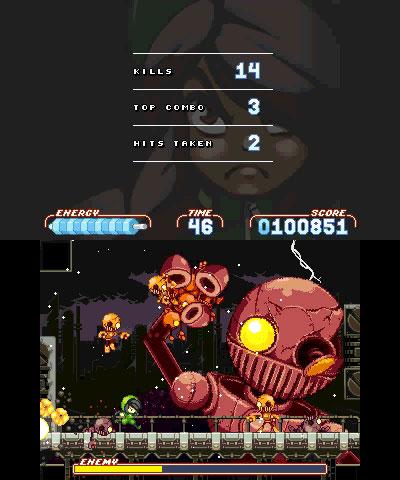 KILLS 14
TOP COMBO 3
HITS TAKEN 2
ENERGY TIME SCORE
46 0100851
ENEMY